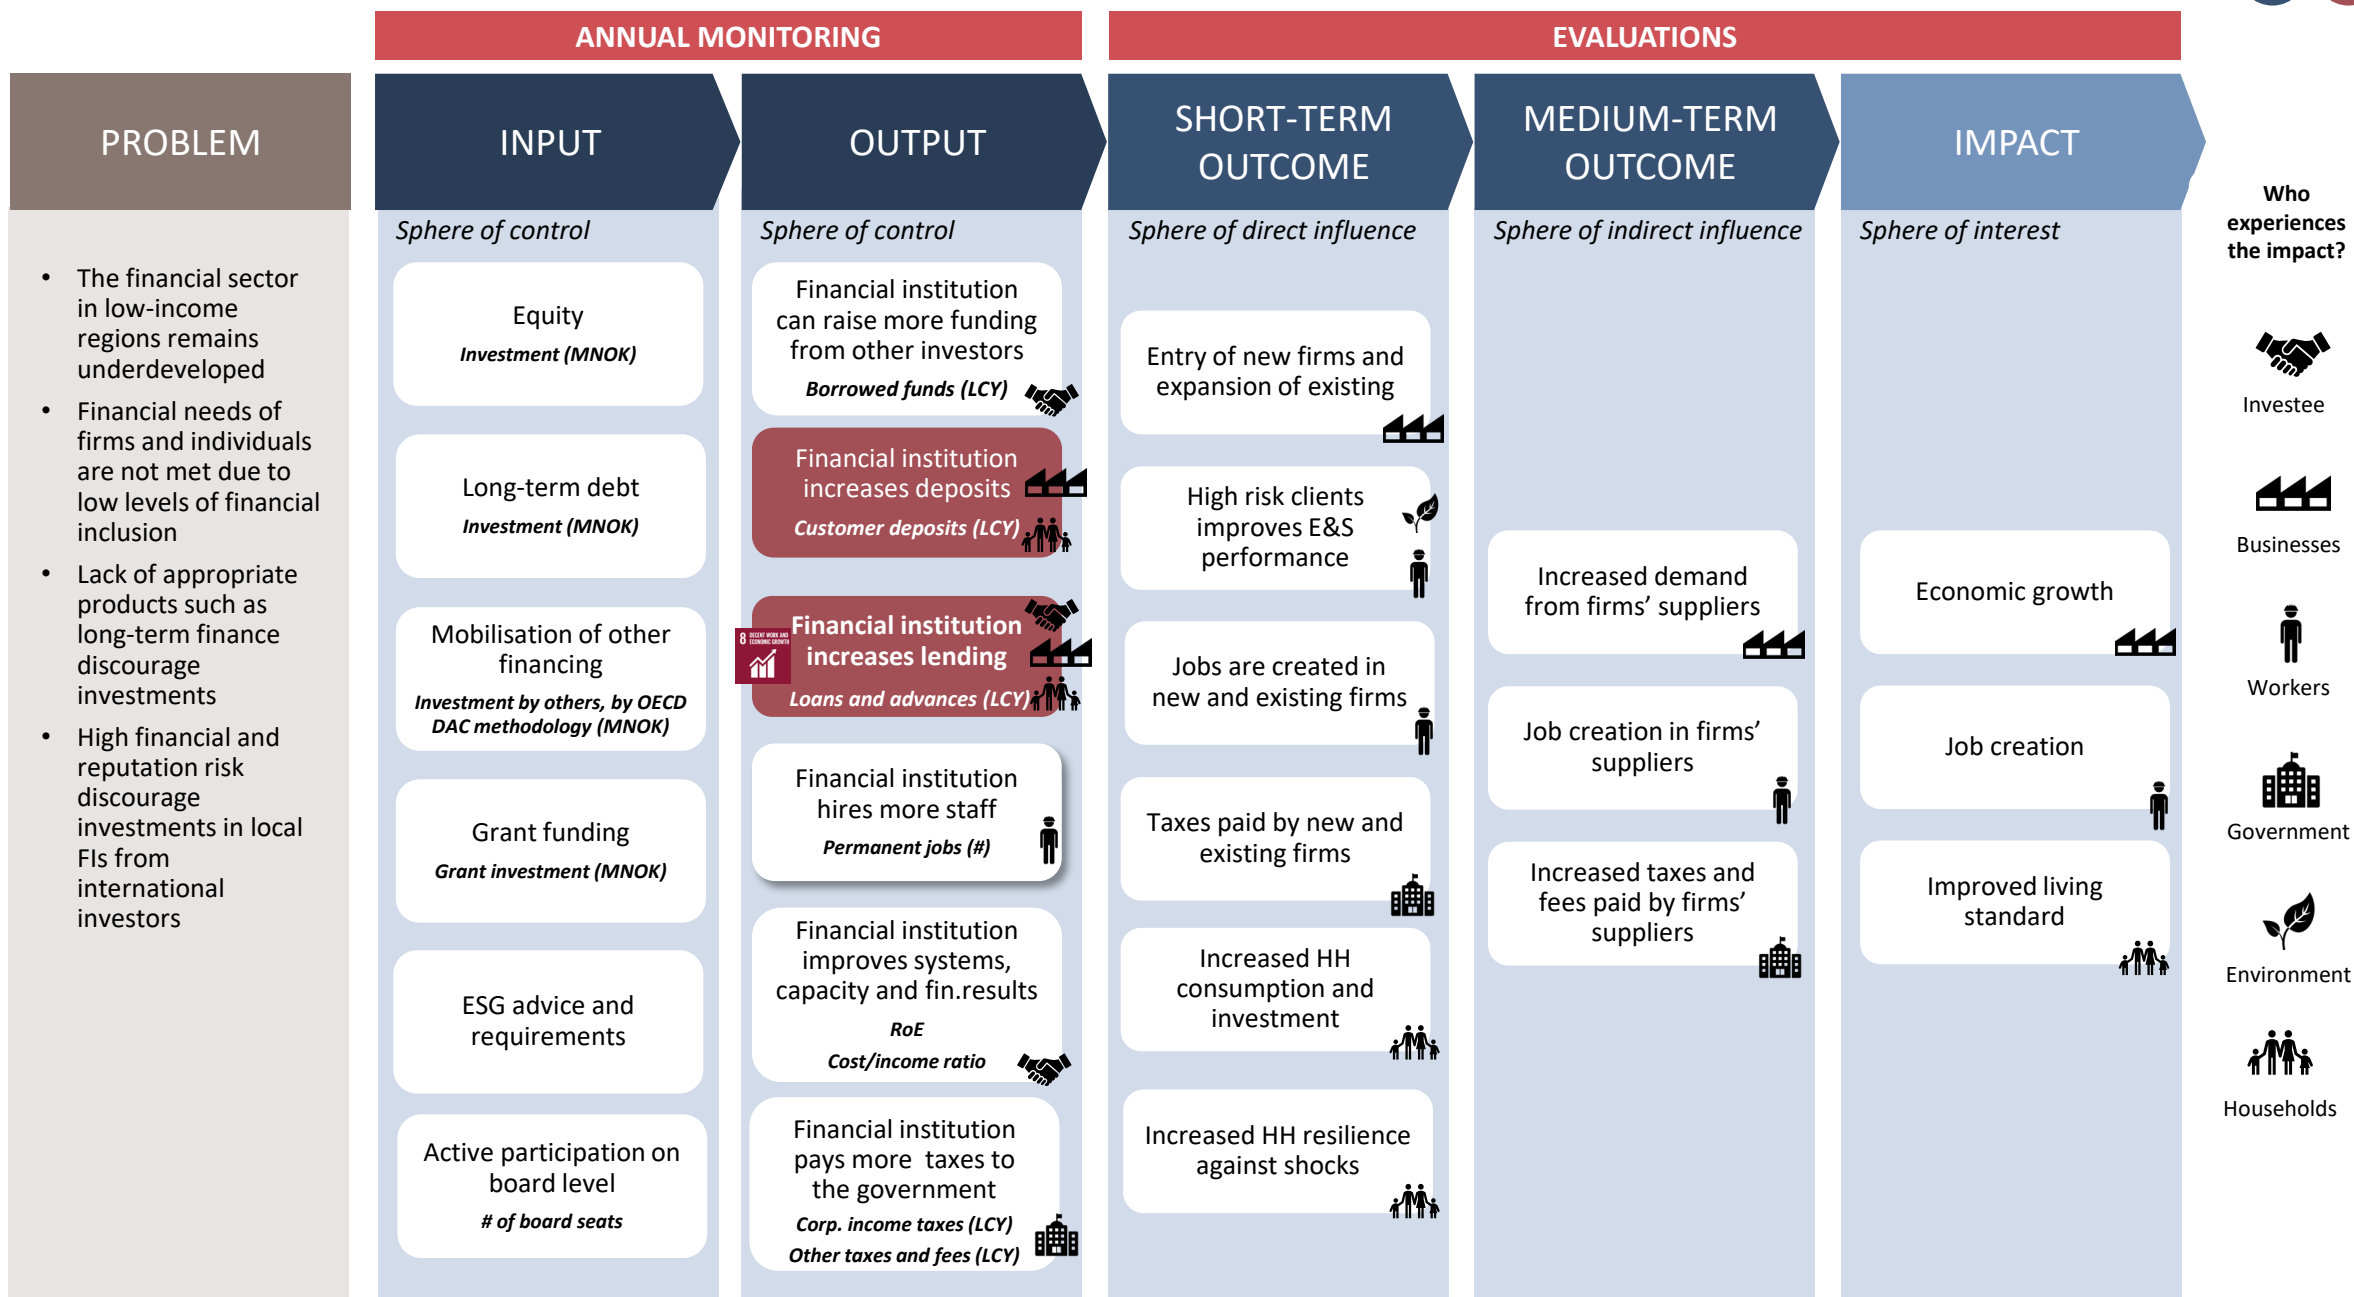 ANNUAL MONITORING
EVALUATIONS
PROBLEM
• The financial sector
in low-income
regions remains
underdeveloped
• Financial needs of
firms and individuals
are not met due to
low levels of financial
inclusion
• Lack of appropriate
products such as
long-term finance
discourage
investments
• High financial and
reputation risk
discourage
investments in local
FIs from
international
investors
INPUT
Sphere of control
Equity
Investment (MNOK)
Long-term debt
Investment (MNOK)
Mobilisation of other
financing
Investment by others, by OECD
DAC methodology (MNOK)
Grant funding
Grant investment (MNOK)
ESG advice and
requirements
Active participation on
board level
# of board seats
OUTPUT
Sphere of control
Financial institution
can raise more funding
from other investors
Borrowed funds (LCY)
Financial institution
increases deposits
Customer deposits (LCY)
8 DECENT WORK AND
ECONOMIC GROWTH
Financial institution
increases lending
Loans and advances (LCY)
Financial institution
hires more staff
Permanent jobs (#)
Financial institution
improves systems,
capacity and fin.results
RoE
Cost/income ratio
Financial institution
pays more taxes to
the government
Corp. income taxes (LCY)
Other taxes and fees (LCY)
SHORT-TERM
OUTCOME
Sphere of direct influence
Entry of new firms and
expansion of existing
High risk clients
improves E&S
performance
Jobs are created in
new and existing firms
Taxes paid by new and
existing firms
Increased HH
consumption and
investment
Increased HH resilience
against shocks
MEDIUM-TERM
OUTCOME
Sphere of indirect influence
Increased demand
from firms’ suppliers
Job creation in firms’
suppliers
Increased taxes and
fees paid by firms’
suppliers
IMPACT
Sphere of interest
Economic growth
Job creation
Improved living
standard
Who
experiences
the impact?
Investee
Businesses
Workers
Government
Environment
Households